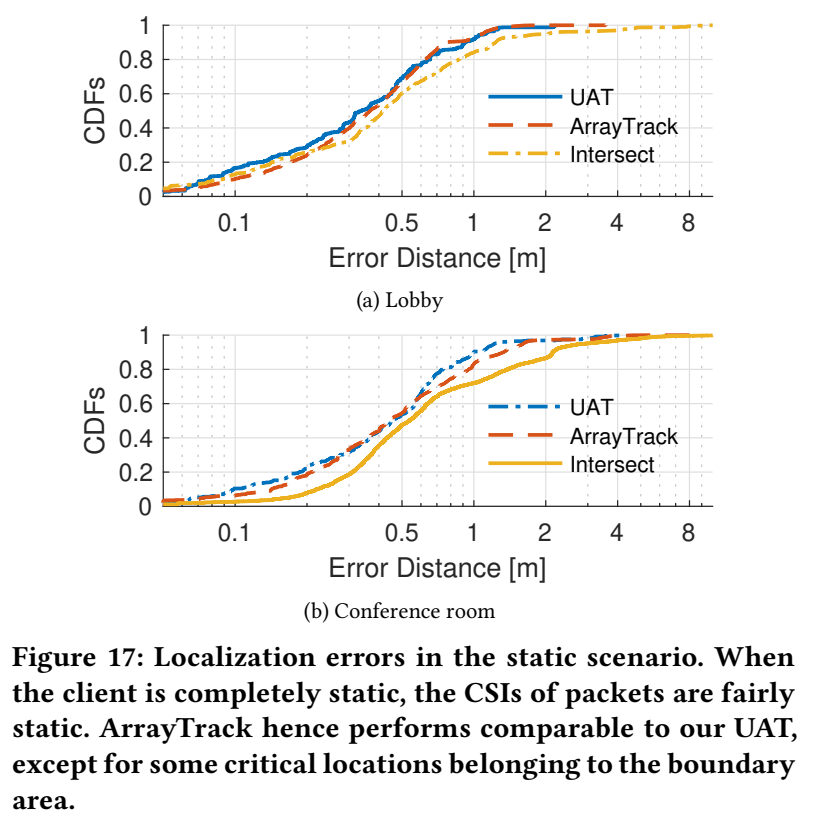 1
0.8
0.6
0.4
0.2
0
CDFs
UAT
ArrayTrack
Intersect
0.1 0.5 1 2 4 8
Error Distance [m]
(a) Lobby
1
0.8
0.6
0.4
0.2
0
CDFs
UAT
ArrayTrack
Intersect
0.1 0.5 1 2 4 8
Error Distance [m]
(b) Conference room
Figure 17: Localization errors in the static scenario. When
the client is completely static, the CSIs of packets are fairly
static. ArrayTrack hence performs comparable to our UAT,
except for some critical locations belonging to the boundary
area.